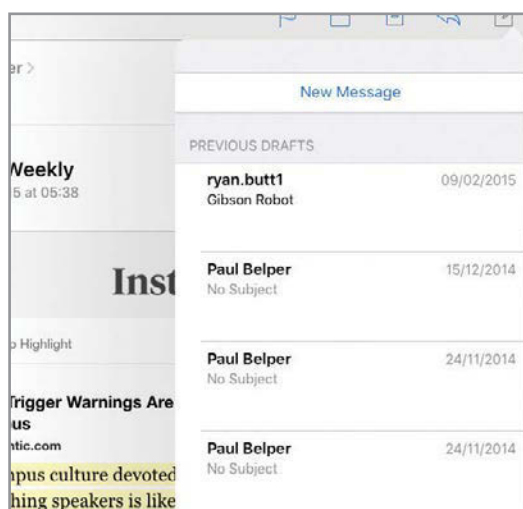 er >
New Message
PREVIOUS DRAFTS
Weekly
5 at 05:38
ryan.butt1 09/02/2015
Gibson Robot
Inst
Paul Belper 15/12/2014
No Subject
Highlight
Paul Belper 24/11/2014
No Subject
Trigger Warnings Are
us
ntic.com
Paul Belper 24/11/2014
No Subject
npus culture devoted
hing speakers is like